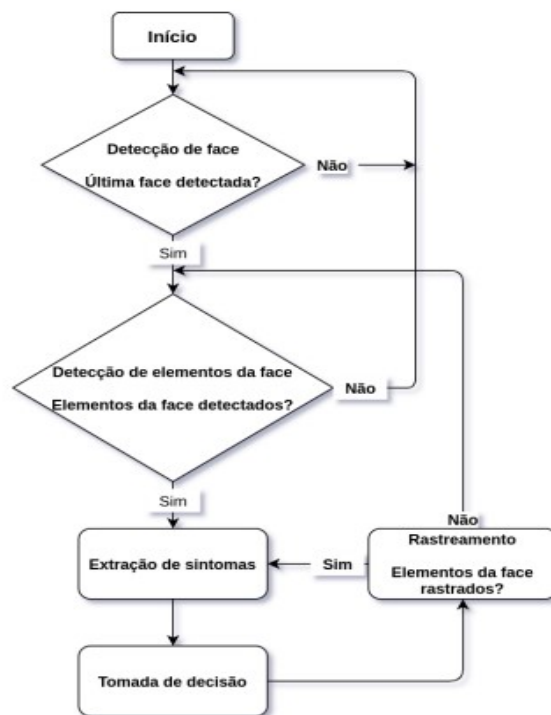 Início
Detecção de face
Última face detectada?
Não
Sim
Detecção de elementos da face
Elementos da face detectados?
Não
Sim
Extração de sintomas
Sim
Não
Rastreamento
Elementos da face
rastrados?
Tomada de decisão